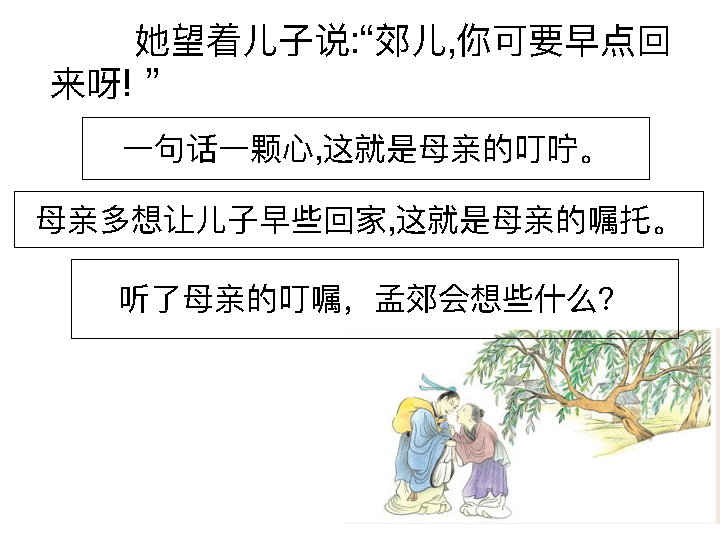 她望着儿子说:“郊儿,你可要早点回
来呀! ”
一句话一颗心,这就是母亲的叮咛。
母亲多想让儿子早些回家,这就是母亲的嘱托。
听了母亲的叮嘱，孟郊会想些什么?